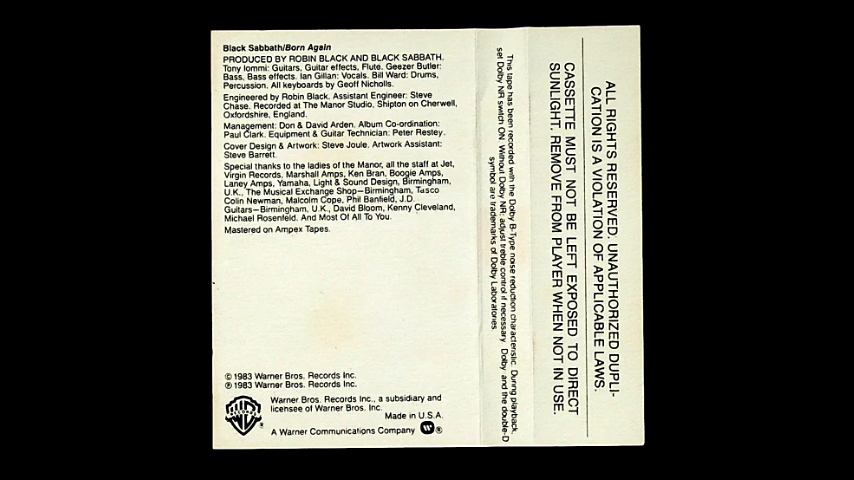 Black Sabbath/Born Again
PRODUCED BY ROBIN BLACK AND BLACK SABBATH.
Tony Iommi: Guitars, Guitar effects, Flute. Geezer Butler:
Bass, Bass effects. Ian Gillan: Vocals. Bill Ward: Drums,
Percussion. All keyboards by Geoff Nicholls.
Engineered by Robin Black. Assistant Engineer: Steve
Chase. Recorded at The Manor Studio, Shipton on Cherwell,
Oxfordshire, England.
Management: Don & David Arden. Album Co-ordination:
Paul Clark. Equipment & Guitar Technician: Peter Restey.
Cover Design & Artwork: Steve Joule. Artwork Assistant:
Steve Barrett.
Special thanks to the ladies of the Manor, all the staff at Jet,
Virgin Records, Marshall Amps, Ken Bran, Boogie Amps,
Laney Amps, Yamaha, Light & Sound Design, Birmingham,
U.K., The Musical Exchange Shop—Birmingham, Tasco
Colin Newman, Malcolm Cope, Phil Banfield, J.D.
Guitars—Birmingham, U.K., David Bloom, Kenny Cleveland,
Michael Rosenfeld. And Most Of All To You.
Mastered on Ampex Tapes.
© 1983 Warner Bros. Records Inc.
℗ 1983 Warner Bros. Records Inc.
Warner Bros. Records Inc., a subsidiary and
licensee of Warner Bros. Inc.
Made in U.S.A.
A Warner Communications Company ®
This tape has been recorded with the Dolby B-Type noise reduction characteristic. During playback,
set Dolby NR switch ON. Without Dolby NR: adjust treble control if necessary. Dolby and the double-D
symbol are trademarks of Dolby Laboratories
ALL RIGHTS RESERVED. UNAUTHORIZED DUPLI-
CATION IS A VIOLATION OF APPLICABLE LAWS.
CASSETTE MUST NOT BE LEFT EXPOSED TO DIRECT
SUNLIGHT. REMOVE FROM PLAYER WHEN NOT IN USE.